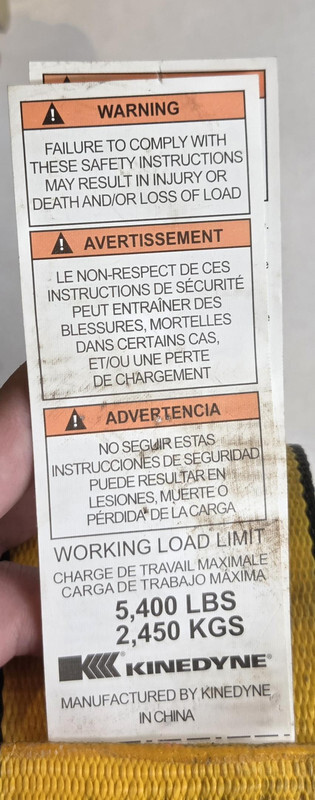 WARNING
FAILURE TO COMPLY WITH
THESE SAFETY INSTRUCTIONS
MAY RESULT IN INJURY OR
DEATH AND/OR LOSS OF LOAD
AVERTISSEMENT
LE NON-RESPECT DE CES
INSTRUCTIONS DE SÉCURITÉ
PEUT ENTRAÎNER DES
BLESSURES, MORTELLES
DANS CERTAINS CAS,
ET/OU UNE PERTE
DE CHARGEMENT
ADVERTENCIA
NO SEGUIR ESTAS
INSTRUCCIONES DE SEGURIDAD
PUEDE RESULTAR EN
LESIONES, MUERTE O
PÉRDIDA DE LA CARGA
WORKING LOAD LIMIT
CHARGE DE TRAVAIL MAXIMALE
CARGA DE TRABAJO MÁXIMA
5,400 LBS
2,450 KGS
KINEDYNE®
MANUFACTURED BY KINEDYNE
IN CHINA